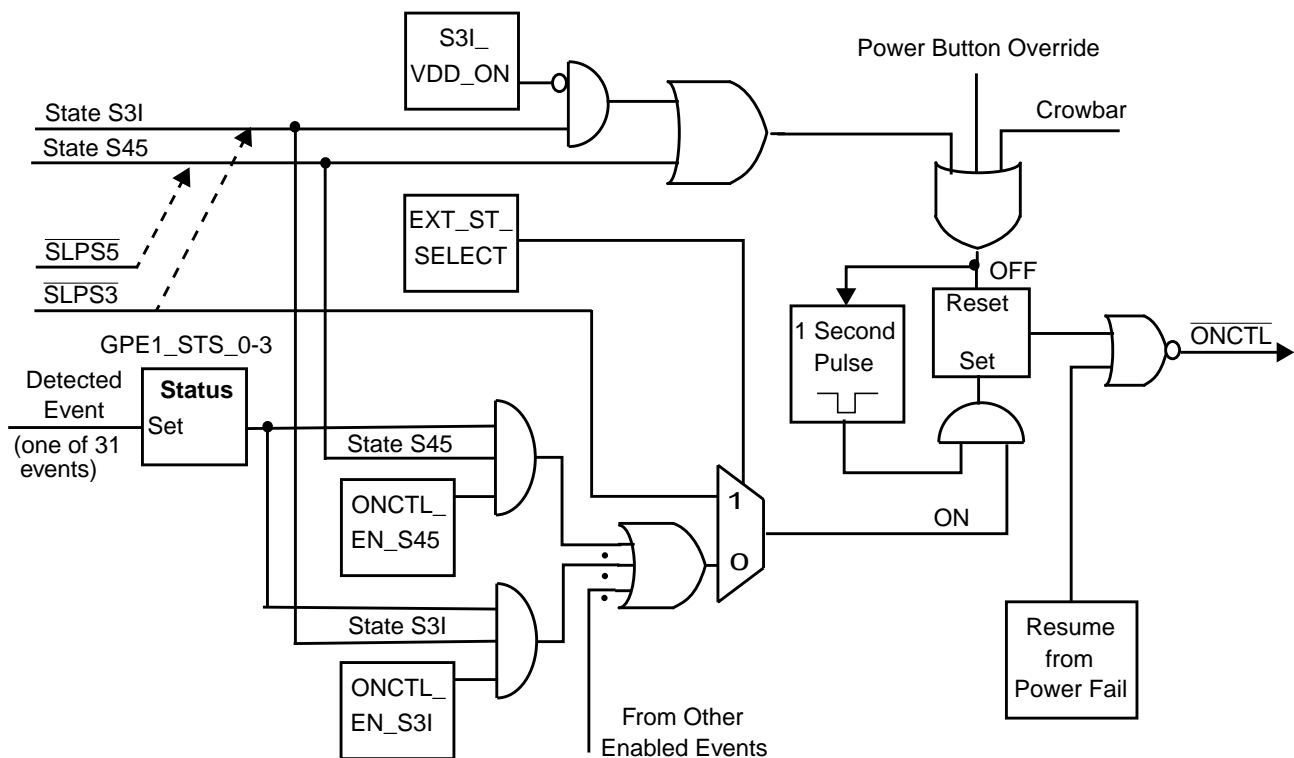 S3I_
VDD_ON
Power Button Override
State S3I
Crowbar
State S45
EXT_ST_
SELECT
SLPS5
SLPS3
OFF
Reset
Set
1 Second
Pulse
ONCTL
GPE1_STS_0-3
Detected
Event
(one of 31
events)
Status
Set
State S45
ONCTL_
EN_S45
1
0
ON
State S3I
ONCTL_
EN_S3I
Resume
from
Power Fail
From Other
Enabled Events